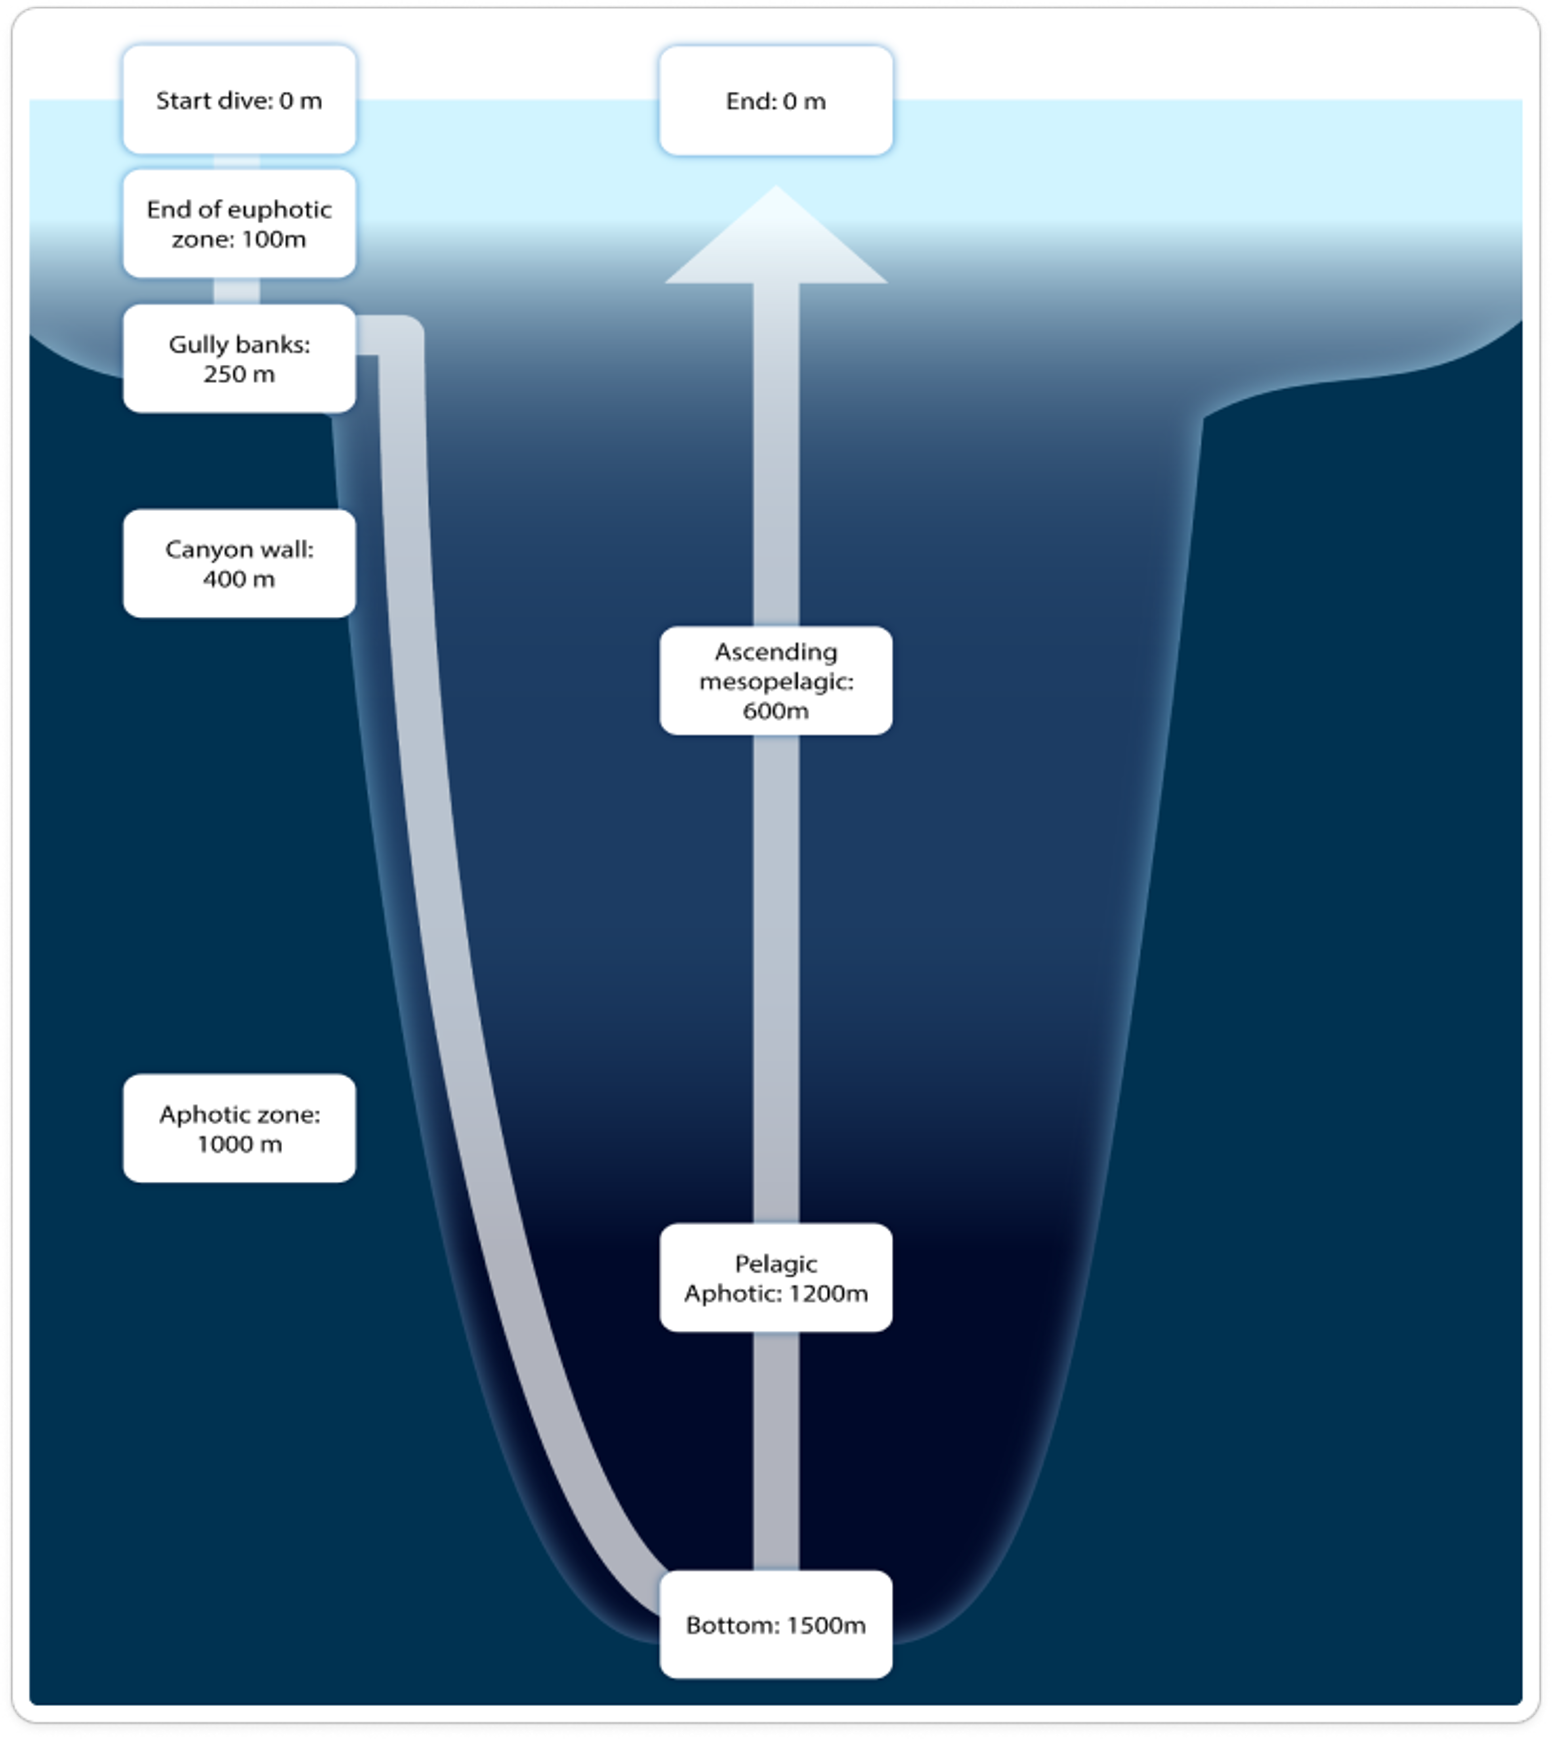 Start dive: 0 m
End: 0 m
End of euphotic
zone: 100m
Gully banks:
250 m
Canyon wall:
400 m
Ascending
mesopelagic:
600m
Aphotic zone:
1000 m
Pelagic
Aphotic: 1200m
Bottom: 1500m